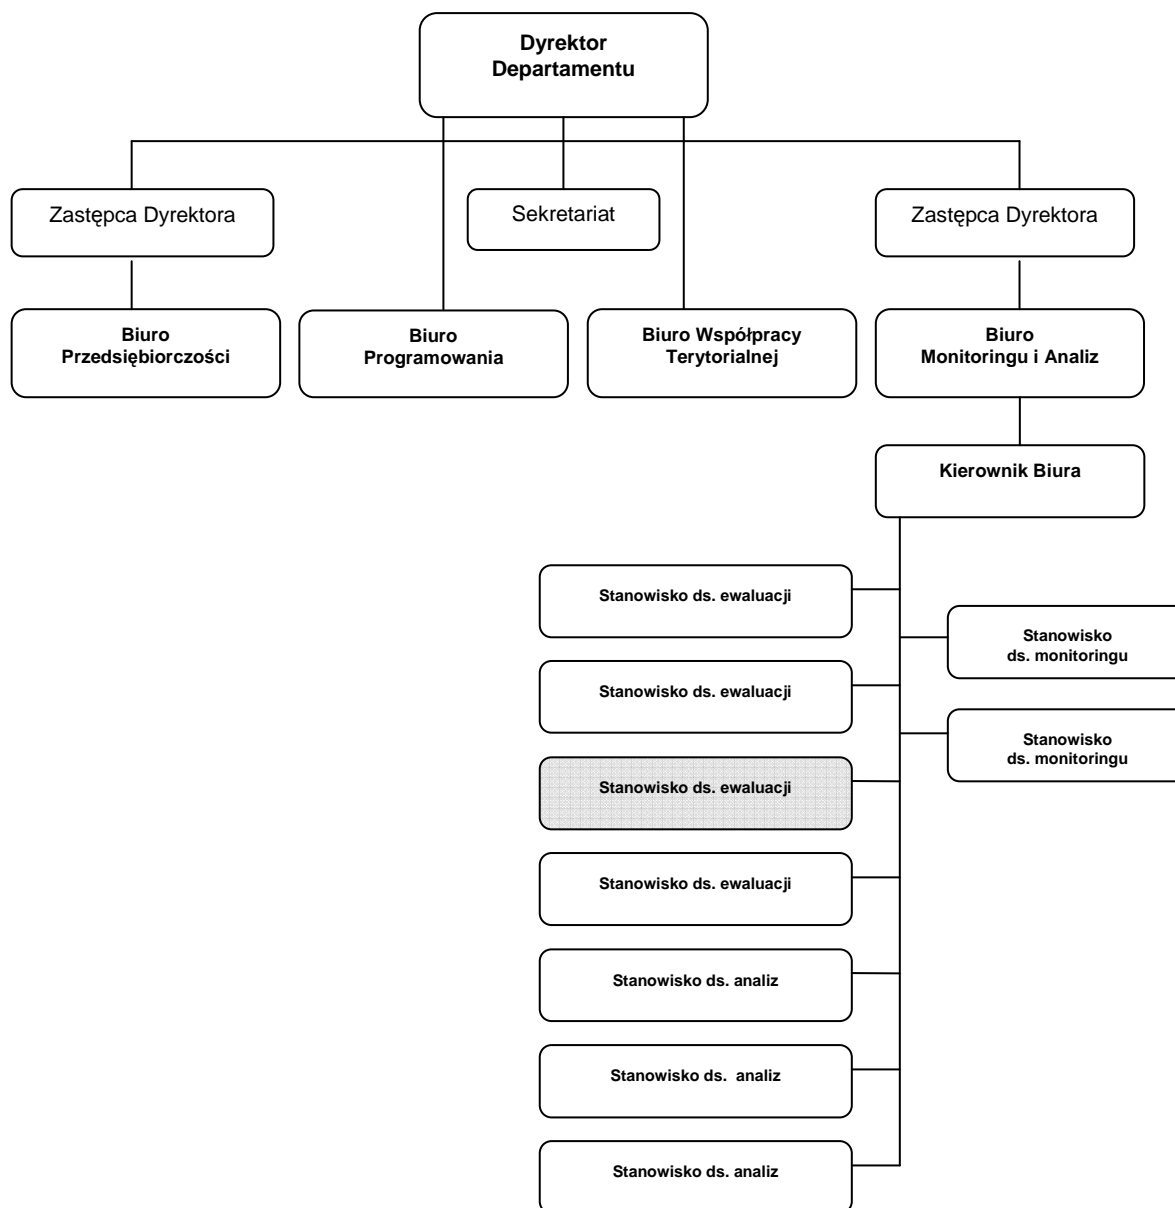 Dyrektor
Departamentu
Zastępca Dyrektora
Sekretariat
Zastępca Dyrektora
Biuro
Przedsiębiorczości
Biuro
Programowania
Biuro Współpracy
Terytorialnej
Biuro
Monitoringu i Analiz
Kierownik Biura
Stanowisko ds. ewaluacji
Stanowisko
ds. monitoringu
Stanowisko ds. ewaluacji
Stanowisko
ds. monitoringu
Stanowisko ds. ewaluacji
Stanowisko ds. ewaluacji
Stanowisko ds. analiz
Stanowisko ds. analiz
Stanowisko ds. analiz